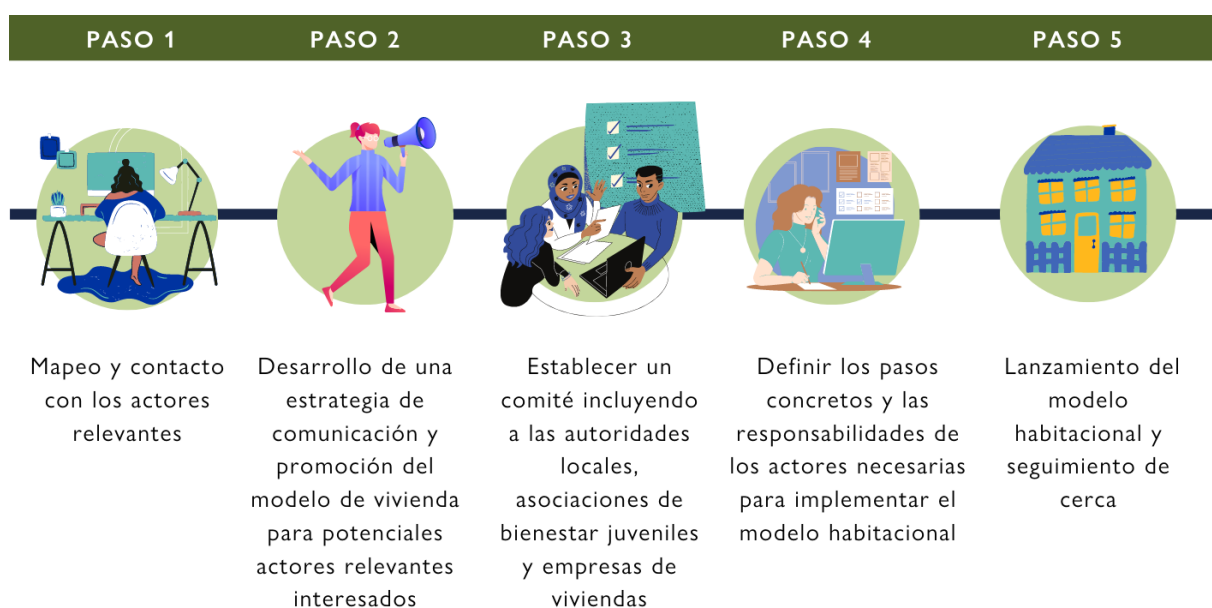 PASO 1
PASO 2
PASO 3
PASO 4
PASO 5
Mapeo y contacto
con los actores
relevantes
Desarrollo de una
estrategia de
comunicación y
promoción del
modelo de vivienda
para potenciales
actores relevantes
interesados
Establecer un
comité incluyendo
a las autoridades
locales,
asociaciones de
bienestar juveniles
y empresas de
viviendas
Definir los pasos
concretos y las
responsabilidades de
los actores necesarias
para implementar el
modelo habitacional
Lanzamiento del
modelo
habitacional y
seguimiento de
cerca